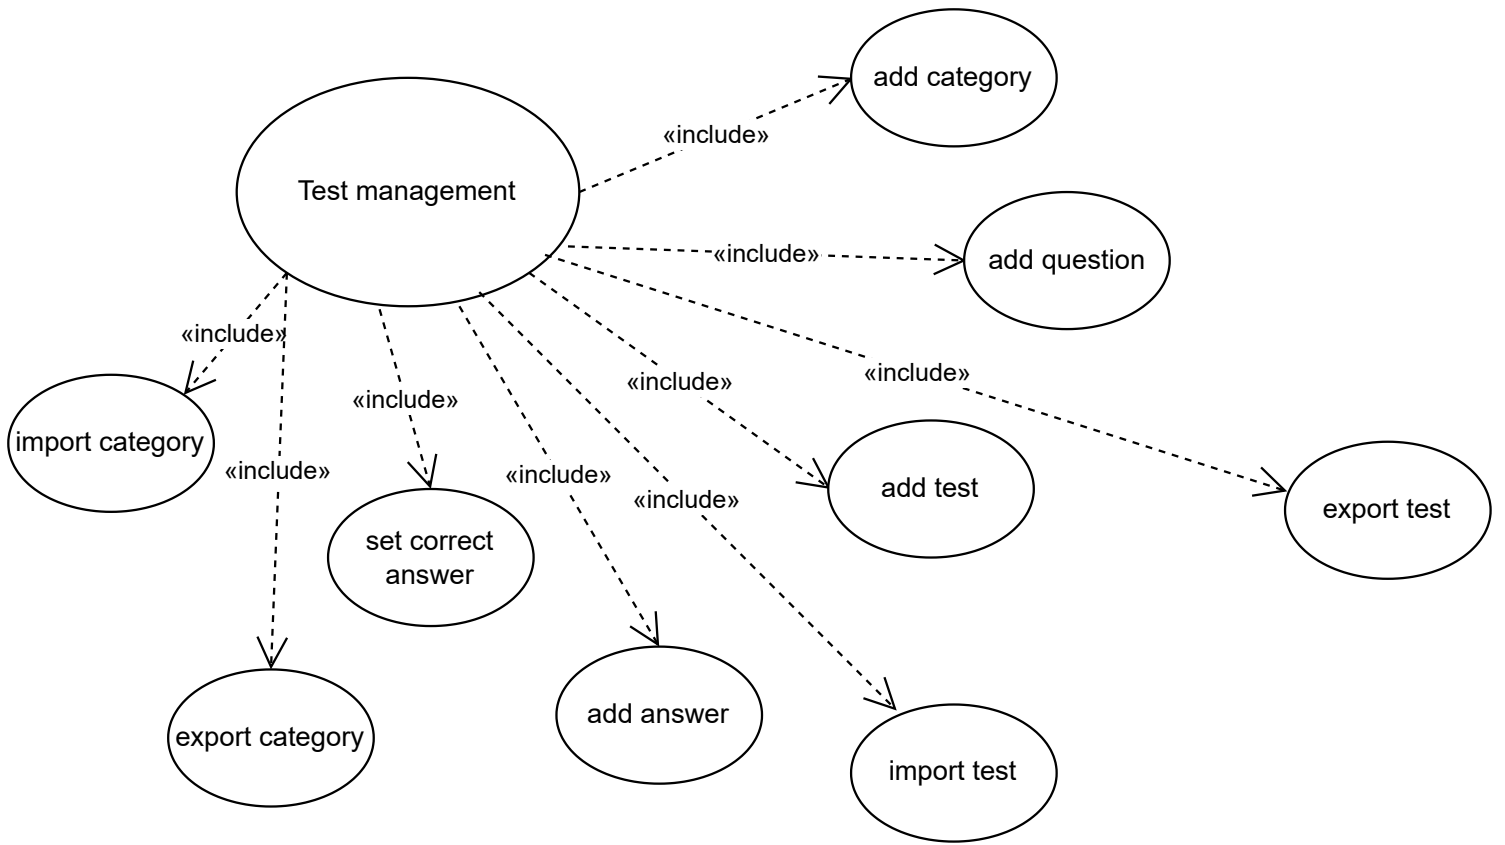 add category
«include»
Test management
«include»
add question
«include»
«include»
«include»
«include»
import category
«include»
«include»
«include»
add test
export test
set correct
answer
add answer
export category
import test